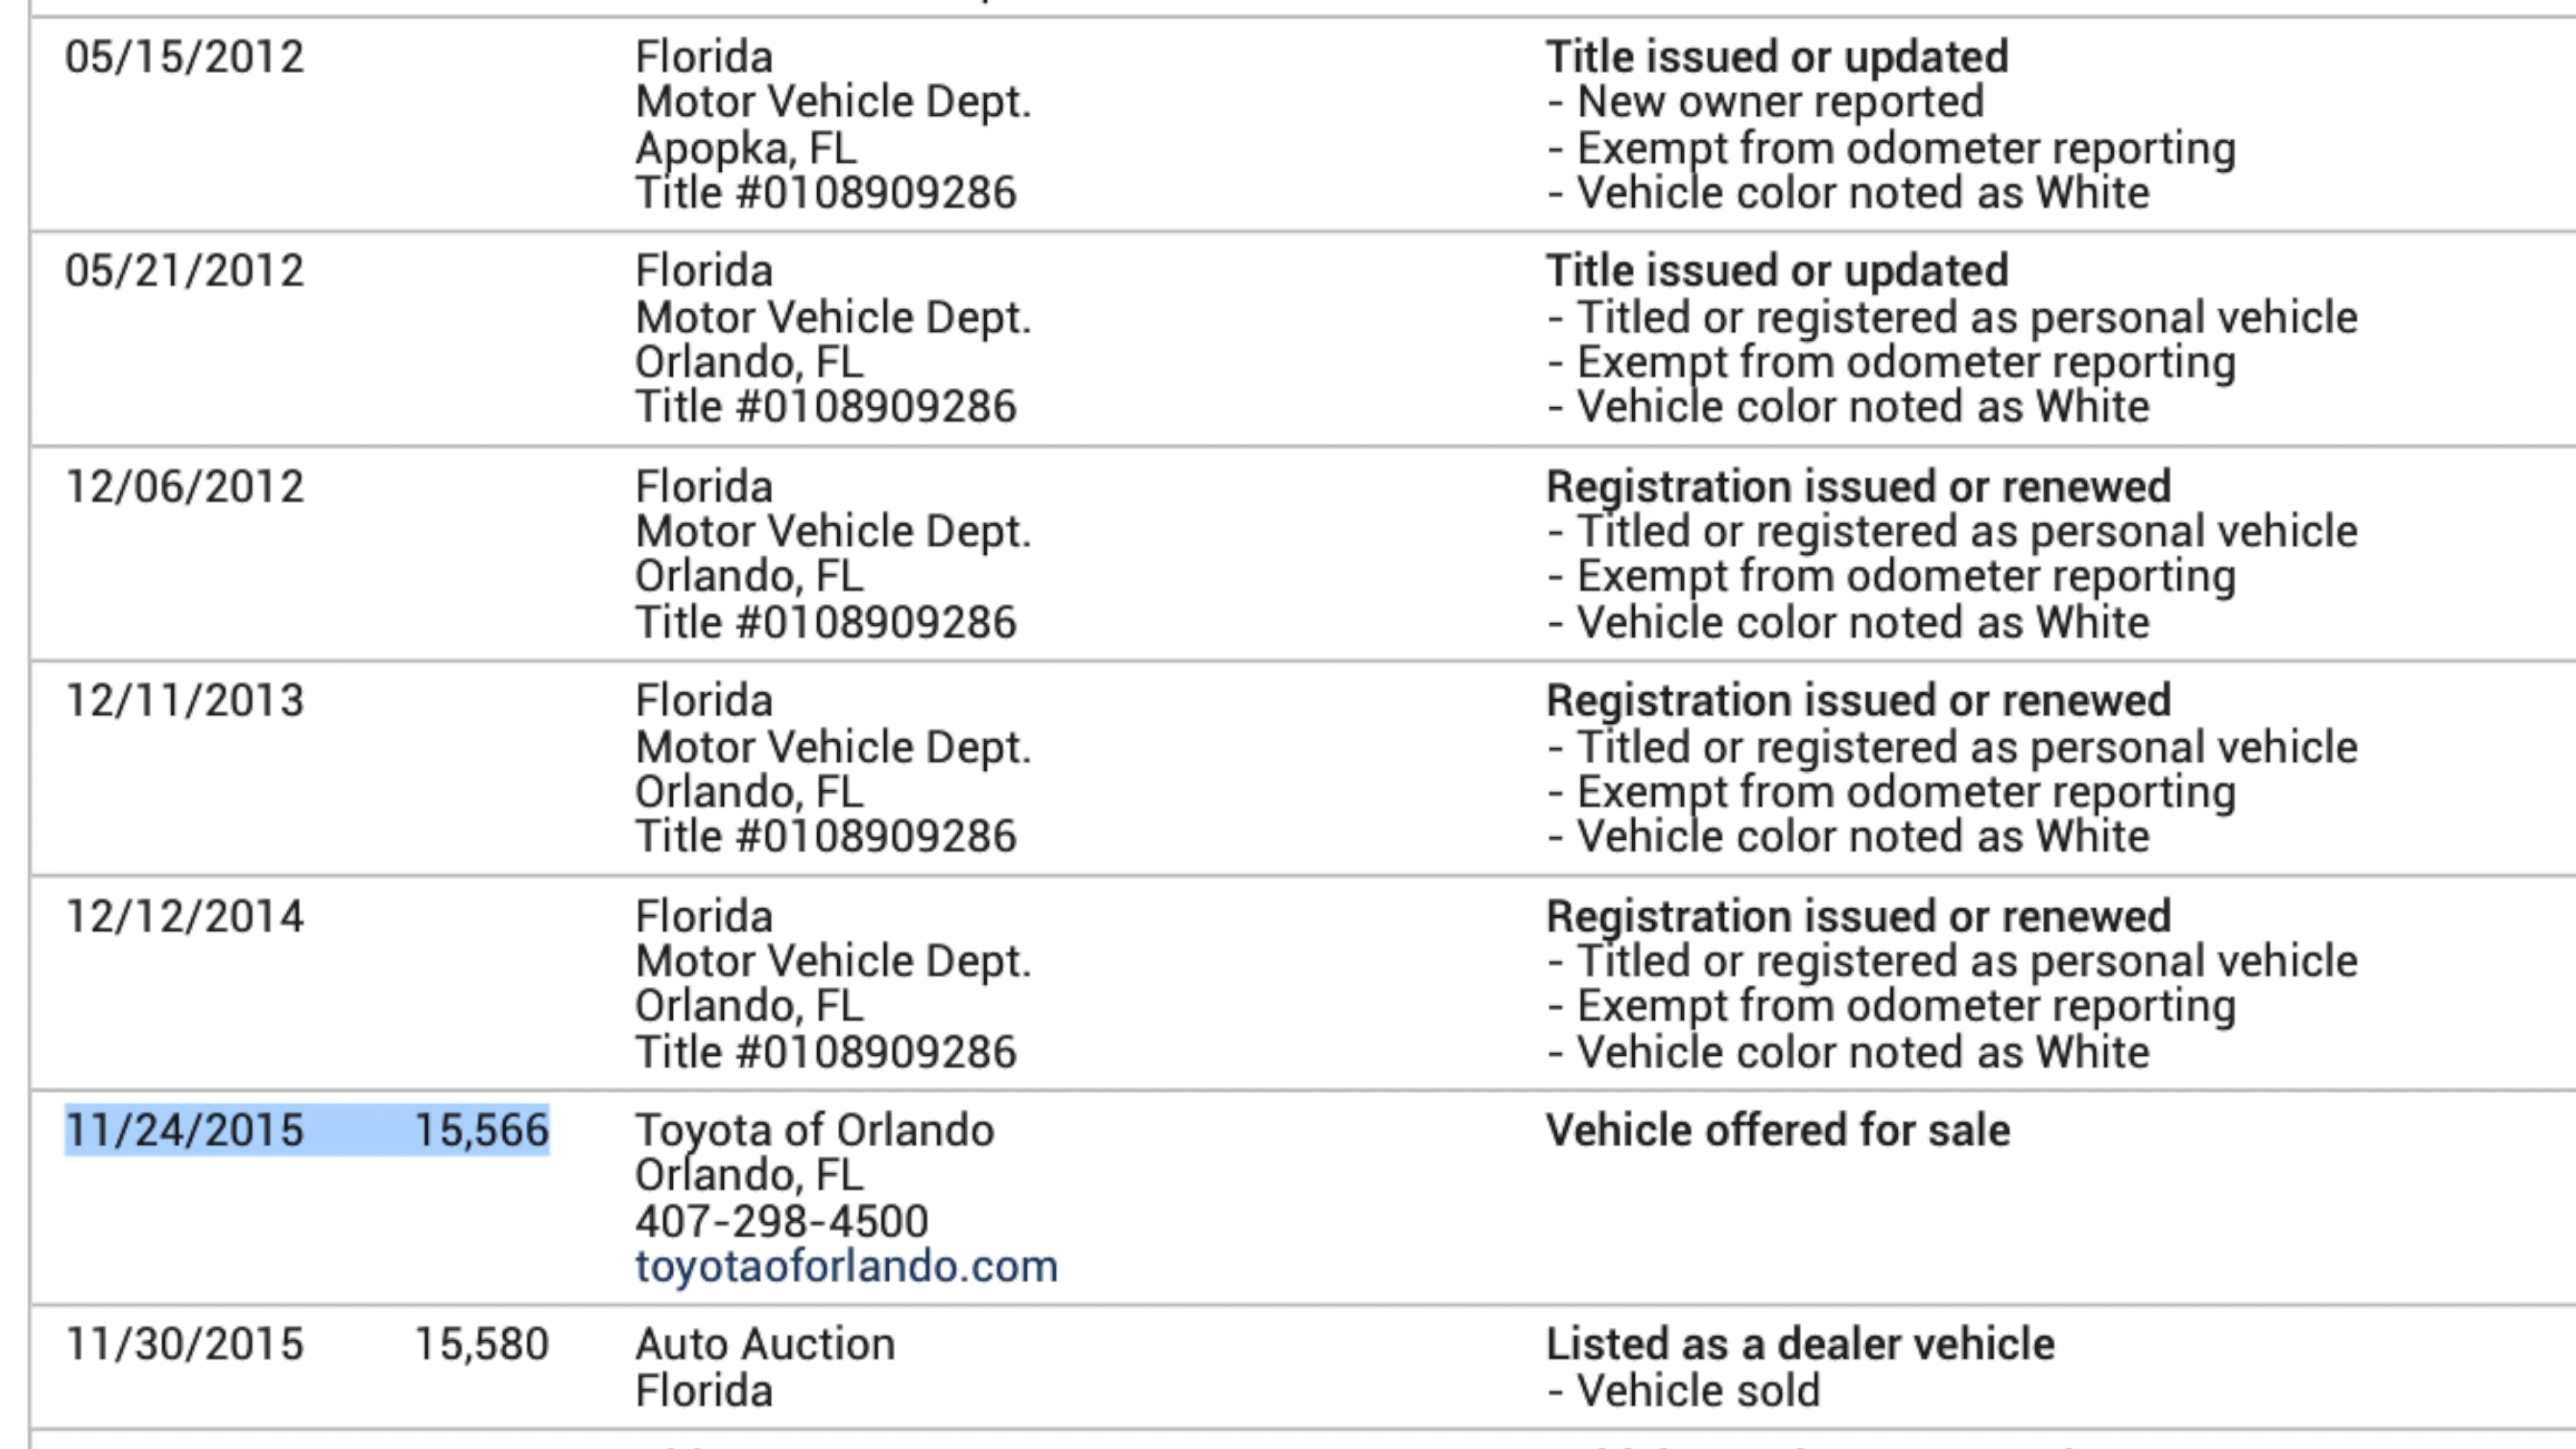 05/15/2012 Florida Title issued or updated
Motor Vehicle Dept. - New owner reported
Apopka, FL - Exempt from odometer reporting
Title #0108909286 - Vehicle color noted as White
05/21/2012 Florida Title issued or updated
Motor Vehicle Dept. - Titled or registered as personal vehicle
Orlando, FL - Exempt from odometer reporting
Title #0108909286 - Vehicle color noted as White
12/06/2012 Florida Registration issued or renewed
Motor Vehicle Dept. - Titled or registered as personal vehicle
Orlando, FL - Exempt from odometer reporting
Title #0108909286 - Vehicle color noted as White
12/11/2013 Florida Registration issued or renewed
Motor Vehicle Dept. - Titled or registered as personal vehicle
Orlando, FL - Exempt from odometer reporting
Title #0108909286 - Vehicle color noted as White
12/12/2014 Florida Registration issued or renewed
Motor Vehicle Dept. - Titled or registered as personal vehicle
Orlando, FL - Exempt from odometer reporting
Title #0108909286 - Vehicle color noted as White
11/24/2015 15,566 Toyota of Orlando Vehicle offered for sale
Orlando, FL
407-298-4500
toyotaoforlando.com
11/30/2015 15,580 Auto Auction Listed as a dealer vehicle
Florida - Vehicle sold